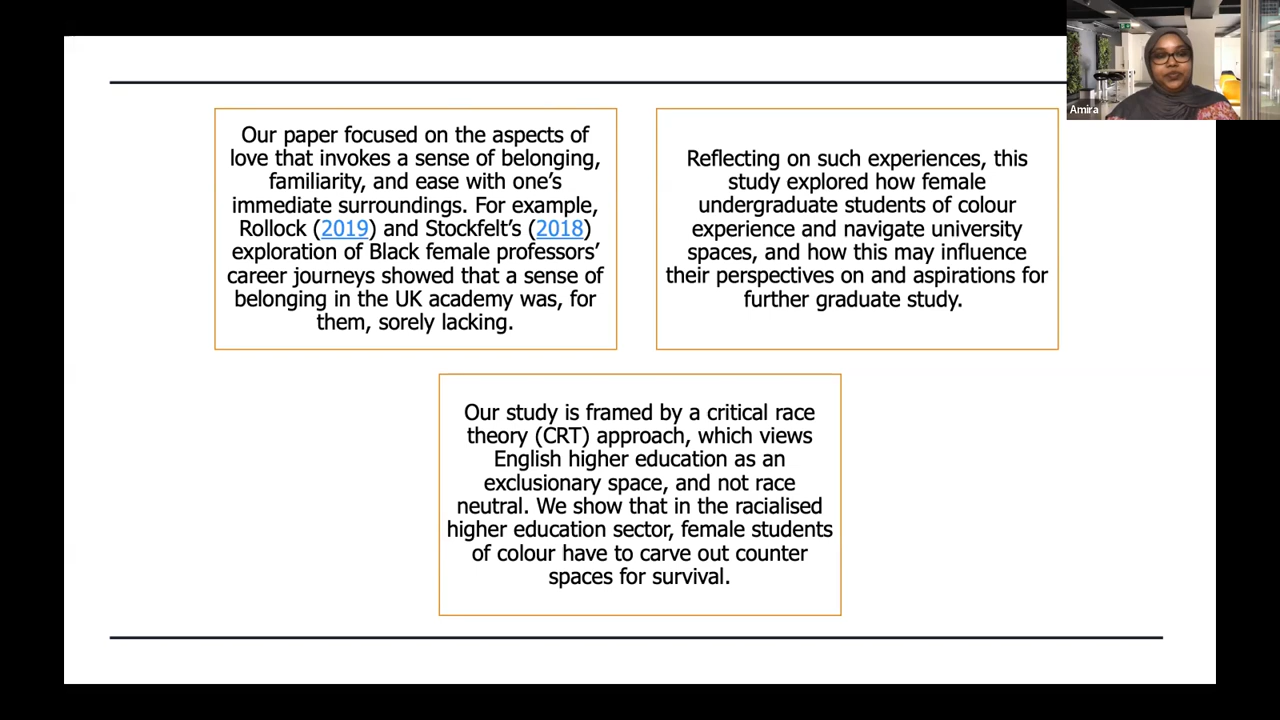 Our paper focused on the aspects of
love that invokes a sense of belonging,
familiarity, and ease with one’s
immediate surroundings. For example,
Rollock (2019) and Stockfelt’s (2018)
exploration of Black female professors’
career journeys showed that a sense of
belonging in the UK academy was, for
them, sorely lacking.
Reflecting on such experiences, this
study explored how female
undergraduate students of colour
experience and navigate university
spaces, and how this may influence
their perspectives on and aspirations for
further graduate study.
Our study is framed by a critical race
theory (CRT) approach, which views
English higher education as an
exclusionary space, and not race
neutral. We show that in the racialised
higher education sector, female students
of colour have to carve out counter
spaces for survival.
Amira